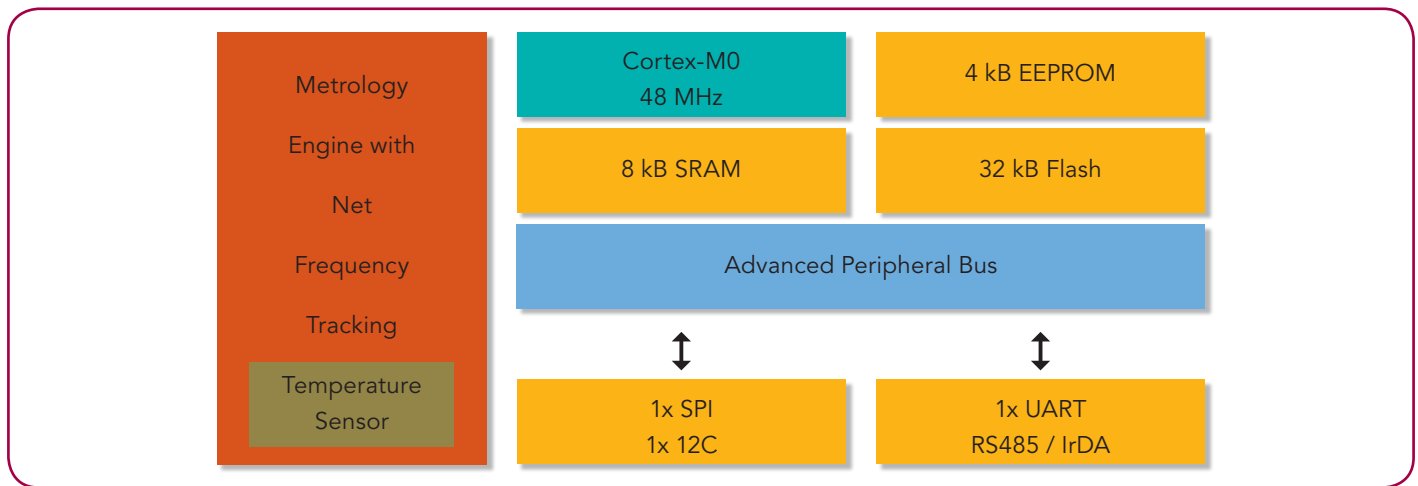 Metrology
Engine with
Net
Frequency
Tracking
Temperature
Sensor
Cortex-M0
48 MHz
4 kB EEPROM
8 kB SRAM
32 kB Flash
Advanced Peripheral Bus
1x SPI
1x 12C
1x UART
RS485 / IrDA